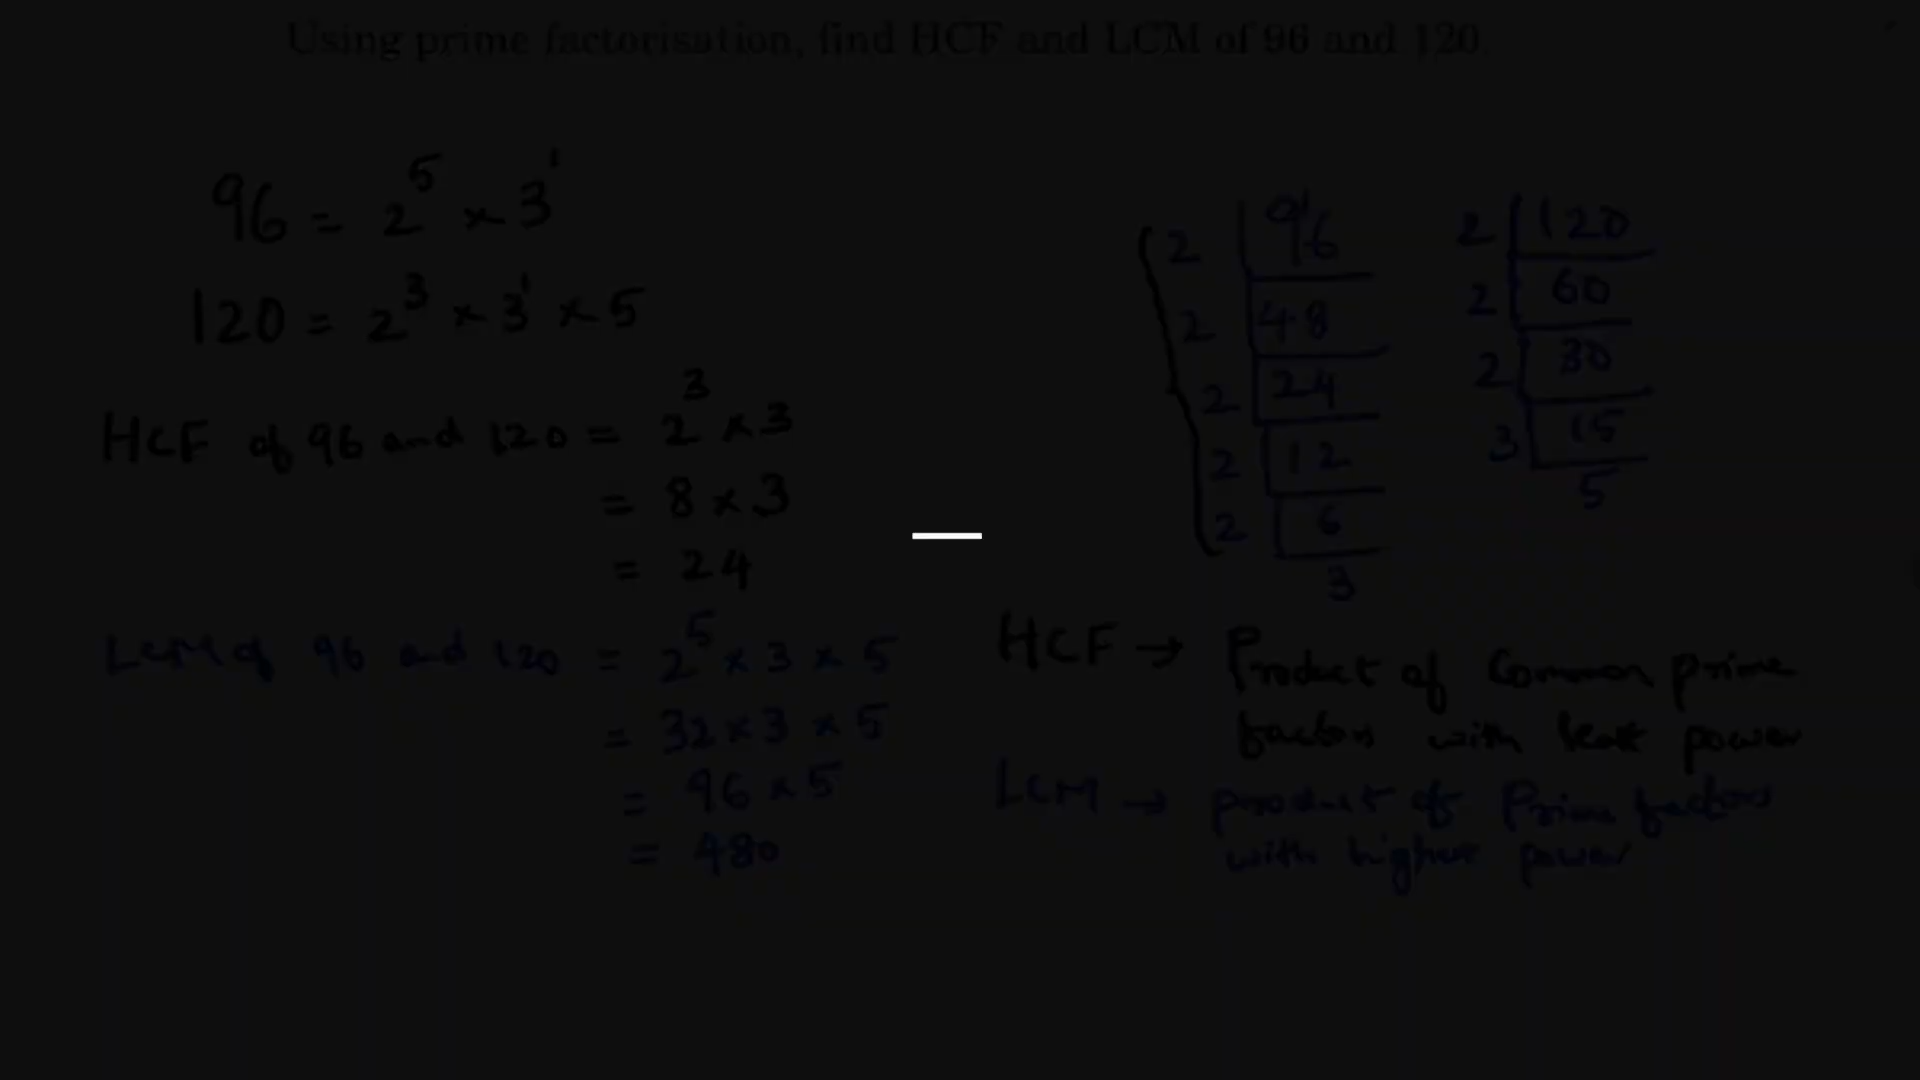 Using prime factorisation, find HCF and LCM of 96 and 120
96 = 2^5 × 3^1
120 = 2^3 × 3^1 × 5
HCF of 96 and 120 = 2^3 × 3
= 8 × 3
= 24
LCM of 96 and 120 = 2^5 × 3 × 5
= 32 × 3 × 5
= 96 × 5
= 480
2 | 96
2 | 48
2 | 24
2 | 12
2 | 6
3
2 | 120
2 | 60
2 | 30
3 | 15
5
HCF → Product of Common prime
factors with least power
LCM → product of Prime factors
with highest power